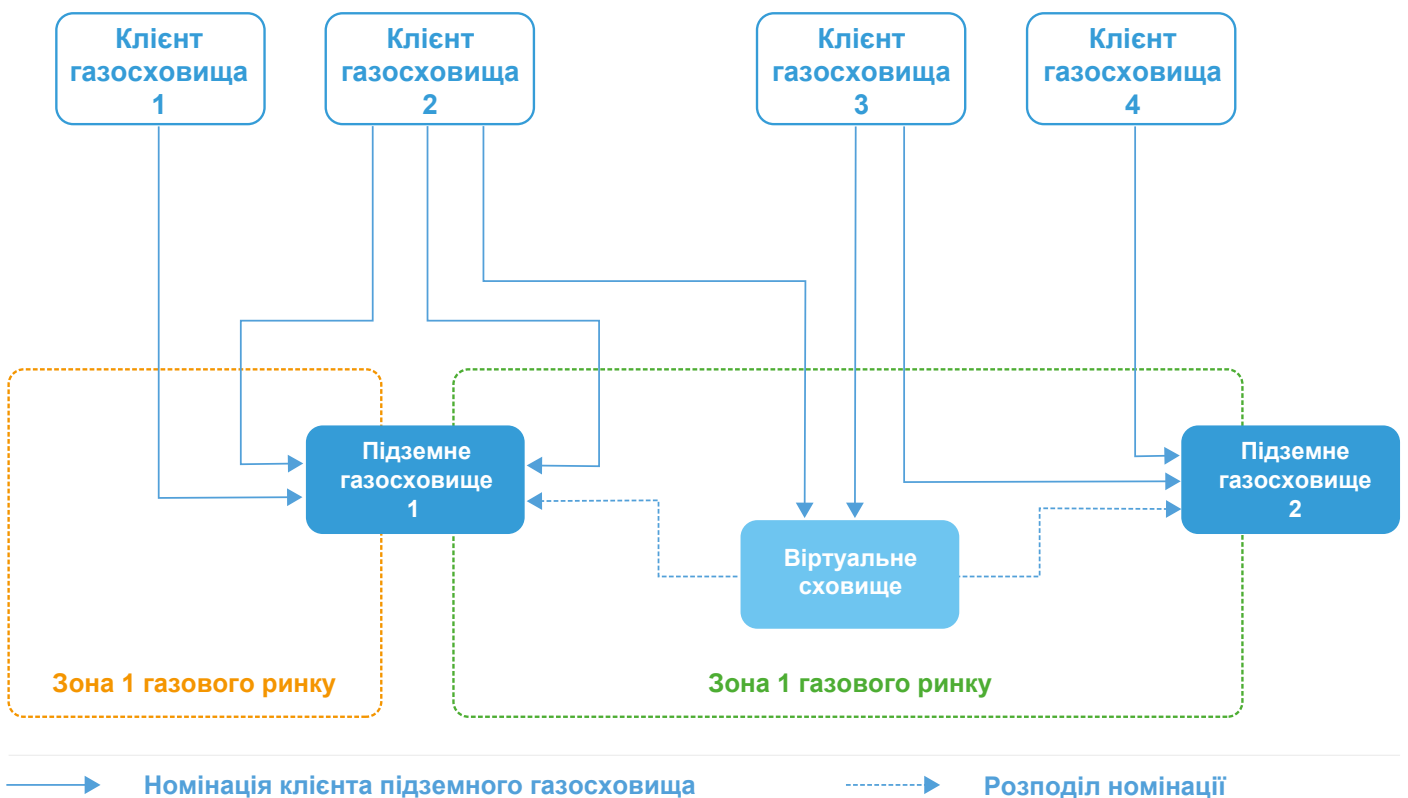 Клієнт
газосховища
1
Клієнт
газосховища
2
Клієнт
газосховища
3
Клієнт
газосховища
4
Підземне
газосховище
1
Підземне
газосховище
2
Віртуальне
сховище
Зона 1 газового ринку
Зона 1 газового ринку
Номінація клієнта підземного газосховища
Розподіл номінації